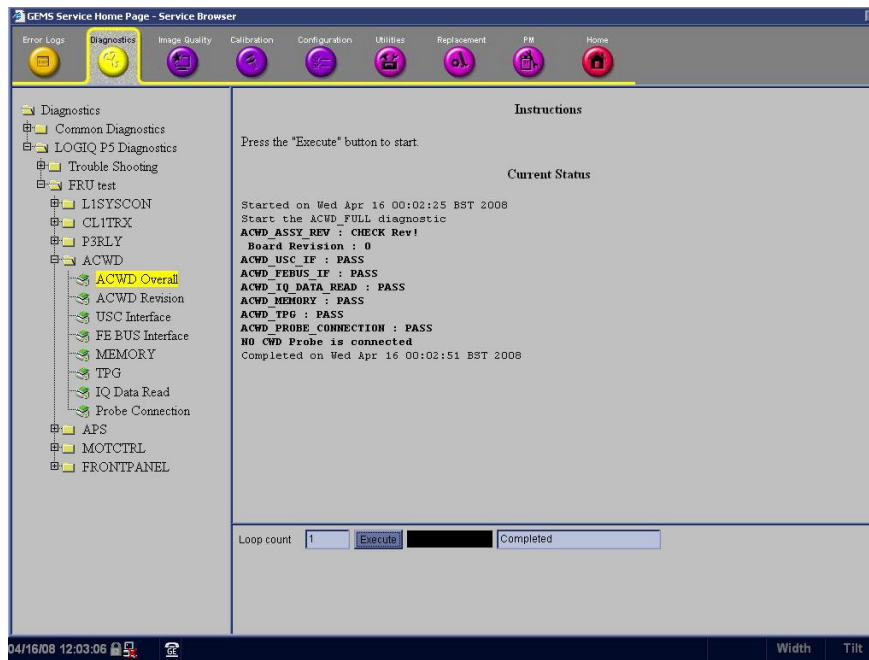 GEMS Service Home Page - Service Browser
Error Logs
Diagnostics
Image Quality
Calibration
Configuration
Utilities
Replacement
PM
Home
Diagnostics
Common Diagnostics
LOGIQ P5 Diagnostics
Trouble Shooting
FRU test
L1SYSCON
CL1TRX
P3RLY
ACWD
ACWD Overall
ACWD Revision
USC Interface
FE BUS Interface
MEMORY
TPG
IQ Data Read
Probe Connection
APS
MOTCTRL
FRONTPANEL
Instructions
Press the "Execute" button to start.
Current Status
Started on Wed Apr 16 00:02:25 BST 2008
Start the ACWD_FULL diagnostic
ACWD_ASSY_REV : CHECK Rev!
Board Revision : 0
ACWD_USC_IF : PASS
ACWD_FEBUS_IF : PASS
ACWD_IQ_DATA_READ : PASS
ACWD_MEMORY : PASS
ACWD_TPG : PASS
ACWD_PROBE_CONNECTION : PASS
NO CWD Probe is connected
Completed on Wed Apr 16 00:02:51 BST 2008
Loop count 1 Execute Completed
04/16/08 12:03:06 GE Width Tilt